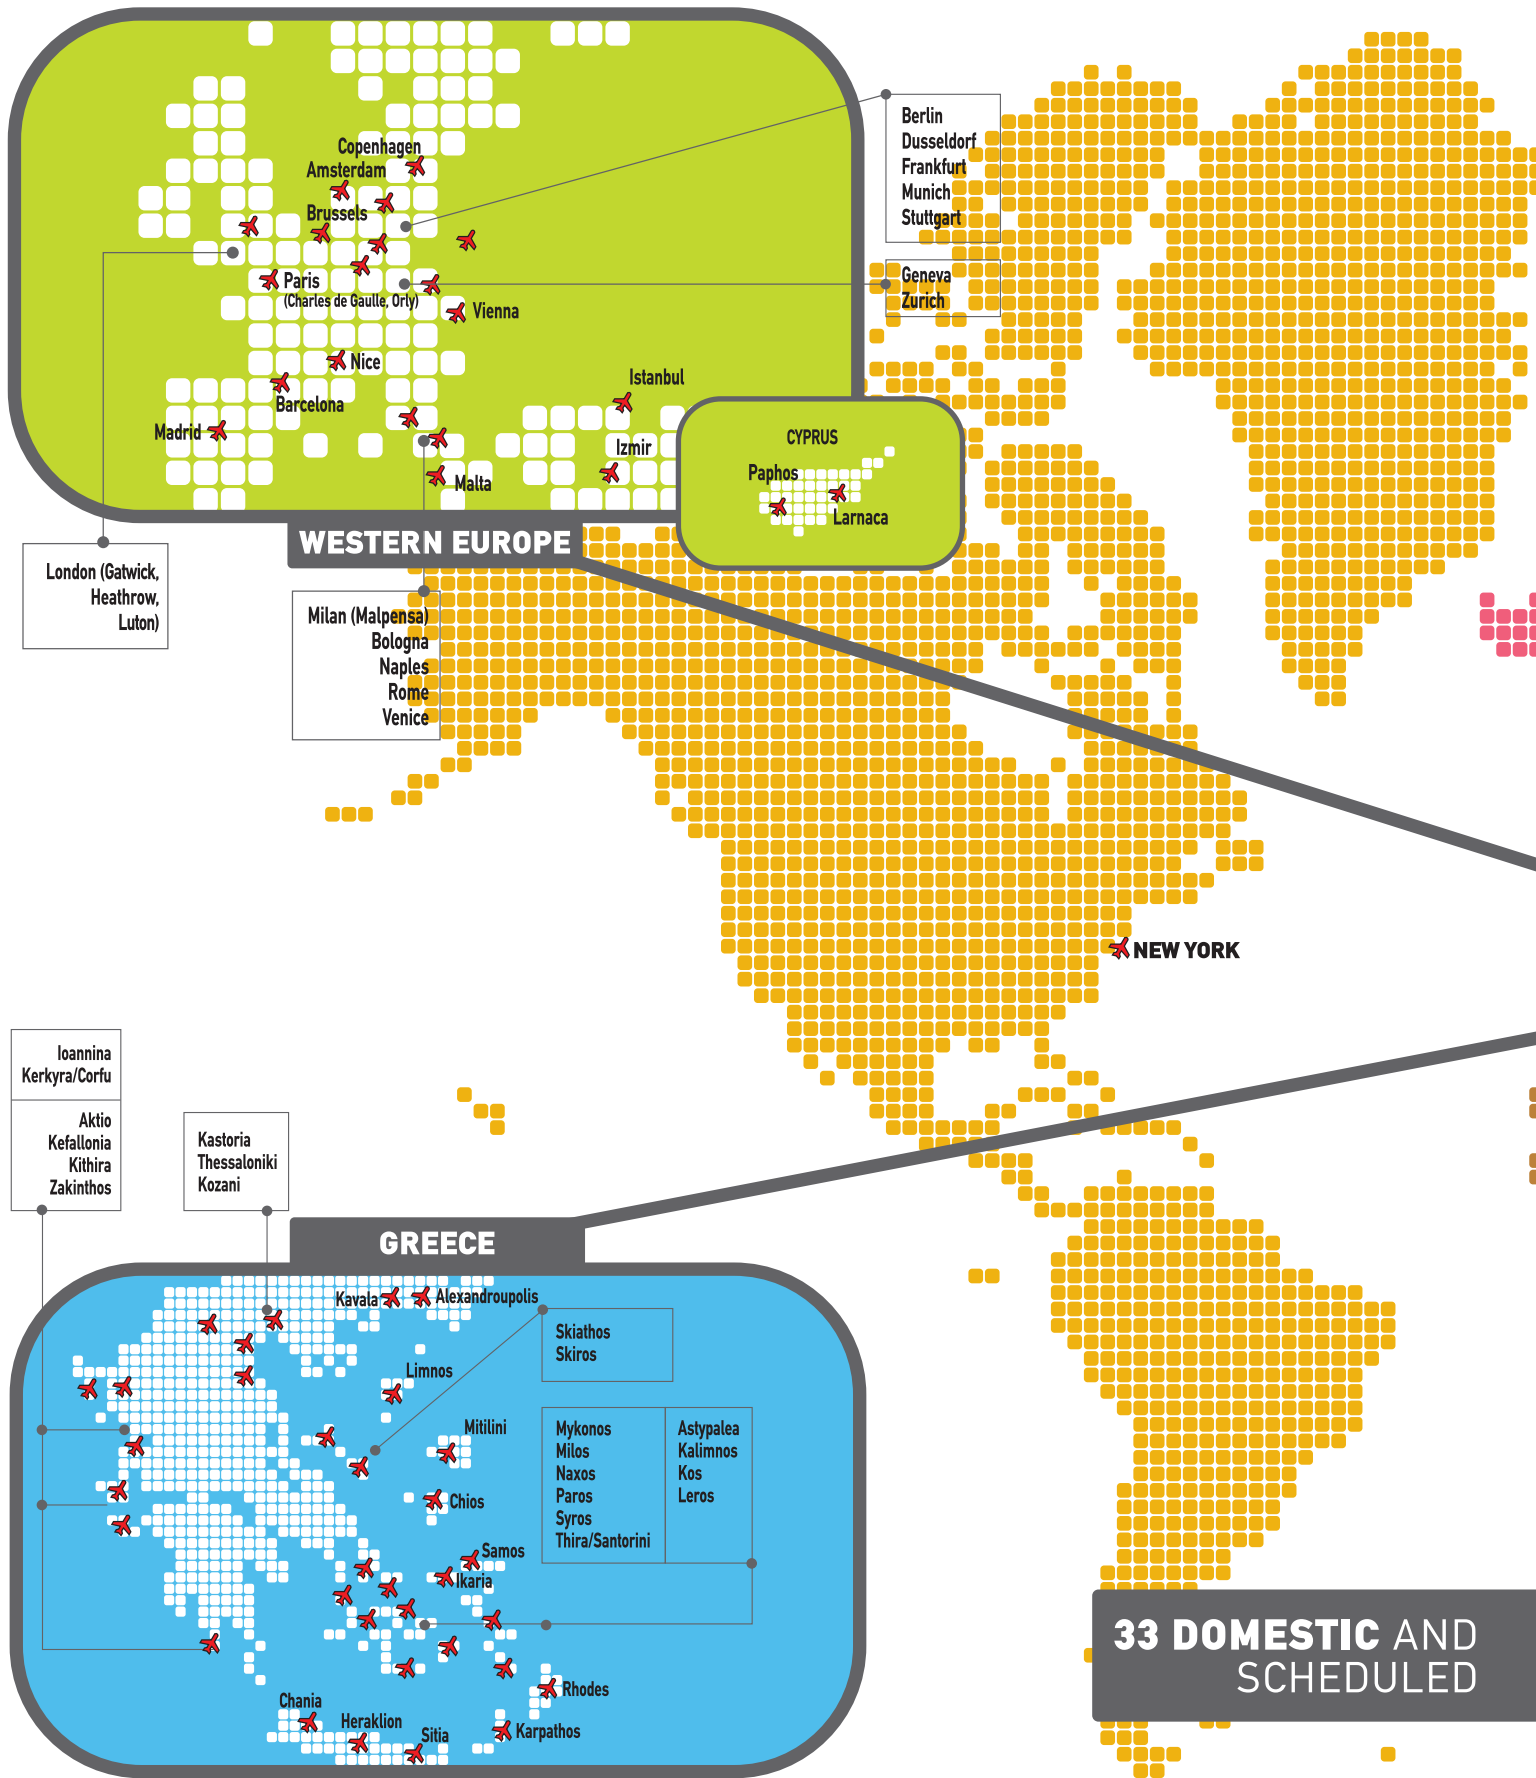 Copenhagen
Amsterdam
Brussels
Paris
(Charles de Gaulle, Orly)
Vienna
Nice
Barcelona
Madrid
Istanbul
Izmir
Malta
Berlin
Dusseldorf
Frankfurt
Munich
Stuttgart
Geneva
Zurich
CYPRUS
Paphos
Larnaca
WESTERN EUROPE
London (Gatwick,
Heathrow,
Luton)
Milan (Malpensa)
Bologna
Naples
Rome
Venice
NEW YORK
Ioannina
Kerkyra/Corfu
Aktio
Kefallonia
Kithira
Zakinthos
Kastoria
Thessaloniki
Kozani
GREECE
Kavala
Alexandroupolis
Skiathos
Skiros
Limnos
Mitilini
Mykonos
Milos
Naxos
Paros
Syros
Thira/Santorini
Astypalea
Kalimnos
Kos
Leros
Chios
Samos
Ikaria
Rhodes
Chania
Heraklion
Sitia
Karpathos
33 DOMESTIC AND
SCHEDULED